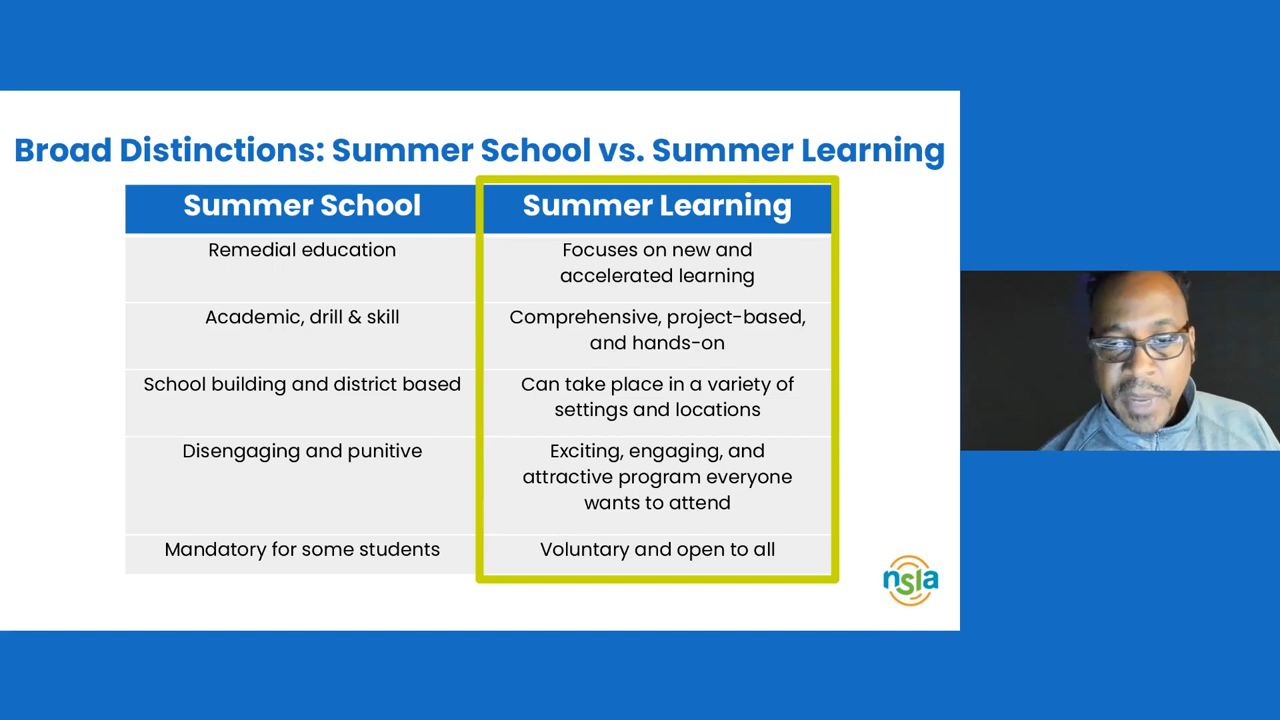 Broad Distinctions: Summer School vs. Summer Learning
Summer School
Summer Learning
Remedial education
Focuses on new and
accelerated learning
Academic, drill & skill
Comprehensive, project-based,
and hands-on
School building and district based
Can take place in a variety of
settings and locations
Disengaging and punitive
Exciting, engaging, and
attractive program everyone
wants to attend
Mandatory for some students
Voluntary and open to all
nsla